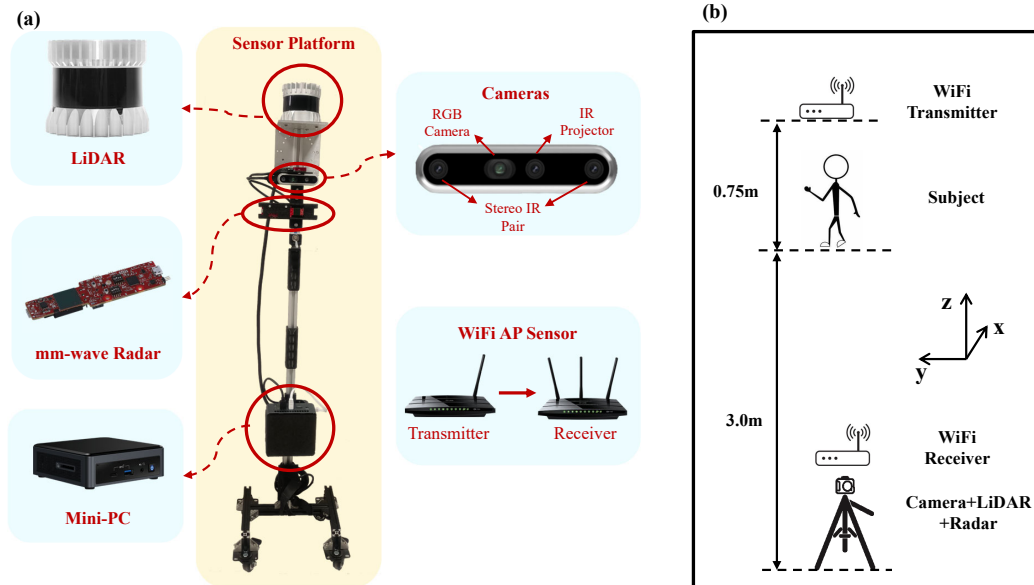 (a)
Sensor Platform
LiDAR
mm-wave Radar
Mini-PC
Cameras
RGB
Camera
IR
Projector
Stereo IR
Pair
WiFi AP Sensor
Transmitter
Receiver
(b)
WiFi
Transmitter
0.75m
Subject
z
x
y
3.0m
WiFi
Receiver
Camera+LiDAR
+Radar